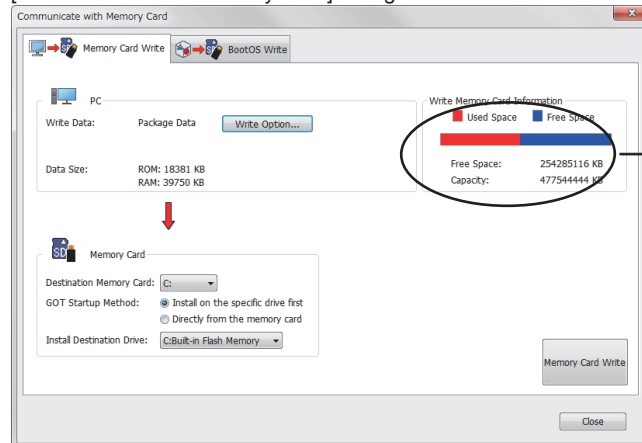 Communicate with Memory Card
Memory Card Write
BootOS Write
PC
Write Data: Package Data Write Option...
Data Size: ROM: 18381 KB
RAM: 39750 KB
Write Memory Card Information
Used Space Free Space
Free Space: 254285116 KB
Capacity: 477544444 KB
SD
Memory Card
Destination Memory Card: C:
GOT Startup Method: Install on the specific drive first
Directly from the memory card
Install Destination Drive: C:Built-in Flash Memory
Memory Card Write
Close